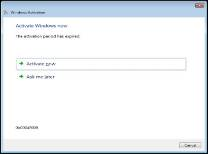 Windows Activation
Activate Windows now
The activation period has expired.
Activate now
Ask me later
Cancel